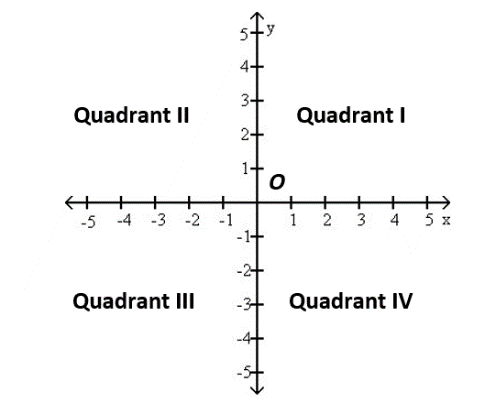 y
5
4
3
Quadrant II
Quadrant I
2
1
O
-5 -4 -3 -2 -1 1 2 3 4 5 x
-1
-2
Quadrant III
-3
Quadrant IV
-4
-5